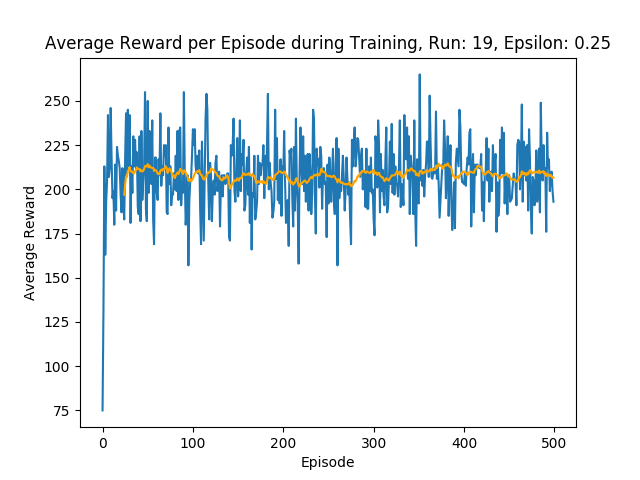 Average Reward per Episode during Training, Run: 19, Epsilon: 0.25
250
225
200
175
150
125
100
75
Average Reward
0 100 200 300 400 500
Episode